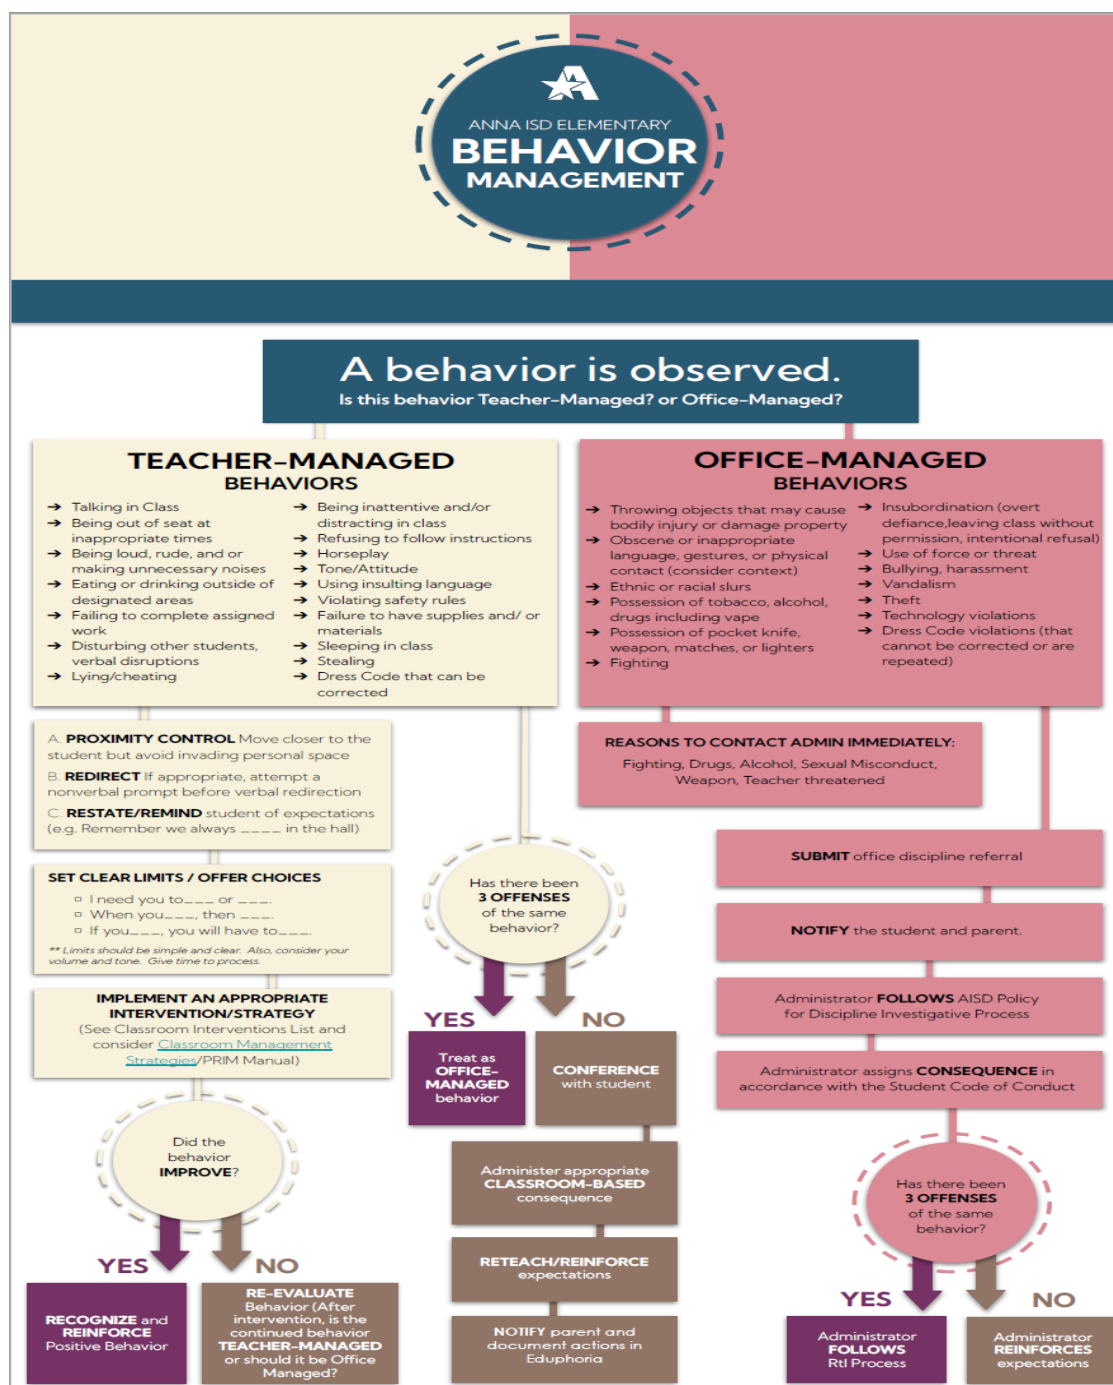 ANNA ISD ELEMENTARY
BEHAVIOR
MANAGEMENT
A behavior is observed.
Is this behavior Teacher-Managed? or Office-Managed?
TEACHER-MANAGED
BEHAVIORS
➔ Talking in Class
➔ Being out of seat at
inappropriate times
➔ Being loud, rude, and or
making unnecessary noises
➔ Eating or drinking outside of
designated areas
➔ Failing to complete assigned
work
➔ Disturbing other students,
verbal disruptions
➔ Lying/cheating
➔ Being inattentive and/or
distracting in class
➔ Refusing to follow instructions
➔ Horseplay
➔ Tone/Attitude
➔ Using insulting language
➔ Violating safety rules
➔ Failure to have supplies and/ or
materials
➔ Sleeping in class
➔ Stealing
➔ Dress Code that can be
corrected
OFFICE-MANAGED
BEHAVIORS
➔ Throwing objects that may cause
bodily injury or damage property
➔ Obscene or inappropriate
language, gestures, or physical
contact (consider context)
➔ Ethnic or racial slurs
➔ Possession of tobacco, alcohol,
drugs including vape
➔ Possession of pocket knife,
weapon, matches, or lighters
➔ Fighting
➔ Insubordination (overt
defiance,leaving class without
permission, intentional refusal)
➔ Use of force or threat
➔ Bullying, harassment
➔ Vandalism
➔ Theft
➔ Technology violations
➔ Dress Code violations (that
cannot be corrected or are
repeated)
A. PROXIMITY CONTROL Move closer to the
student but avoid invading personal space
B. REDIRECT If appropriate, attempt a
nonverbal prompt before verbal redirection
C. RESTATE/REMIND student of expectations
(e.g. Remember we always ____ in the hall)
SET CLEAR LIMITS / OFFER CHOICES
▫ I need you to___ or ___.
▫ When you___, then ___.
▫ If you___, you will have to___.
** Limits should be simple and clear. Also, consider your
volume and tone. Give time to process.
IMPLEMENT AN APPROPRIATE
INTERVENTION/STRATEGY
(See Classroom Interventions List and
consider Classroom Management
Strategies/PRIM Manual)
Did the
behavior
IMPROVE?
YES
NO
RECOGNIZE and
REINFORCE
Positive Behavior
RE-EVALUATE
Behavior (After
intervention, is the
continued behavior
TEACHER-MANAGED
or should it be Office
Managed?
Has there been
3 OFFENSES
of the same
behavior?
YES
NO
Treat as
OFFICE-
MANAGED
behavior
CONFERENCE
with student
Administer appropriate
CLASSROOM-BASED
consequence
RETEACH/REINFORCE
expectations
NOTIFY parent and
document actions in
Eduphoria
REASONS TO CONTACT ADMIN IMMEDIATELY:
Fighting, Drugs, Alcohol, Sexual Misconduct,
Weapon, Teacher threatened
SUBMIT office discipline referral
NOTIFY the student and parent.
Administrator FOLLOWS AISD Policy
for Discipline Investigative Process
Administrator assigns CONSEQUENCE in
accordance with the Student Code of Conduct
Has there been
3 OFFENSES
of the same
behavior?
YES
NO
Administrator
FOLLOWS
RtI Process
Administrator
REINFORCES
expectations